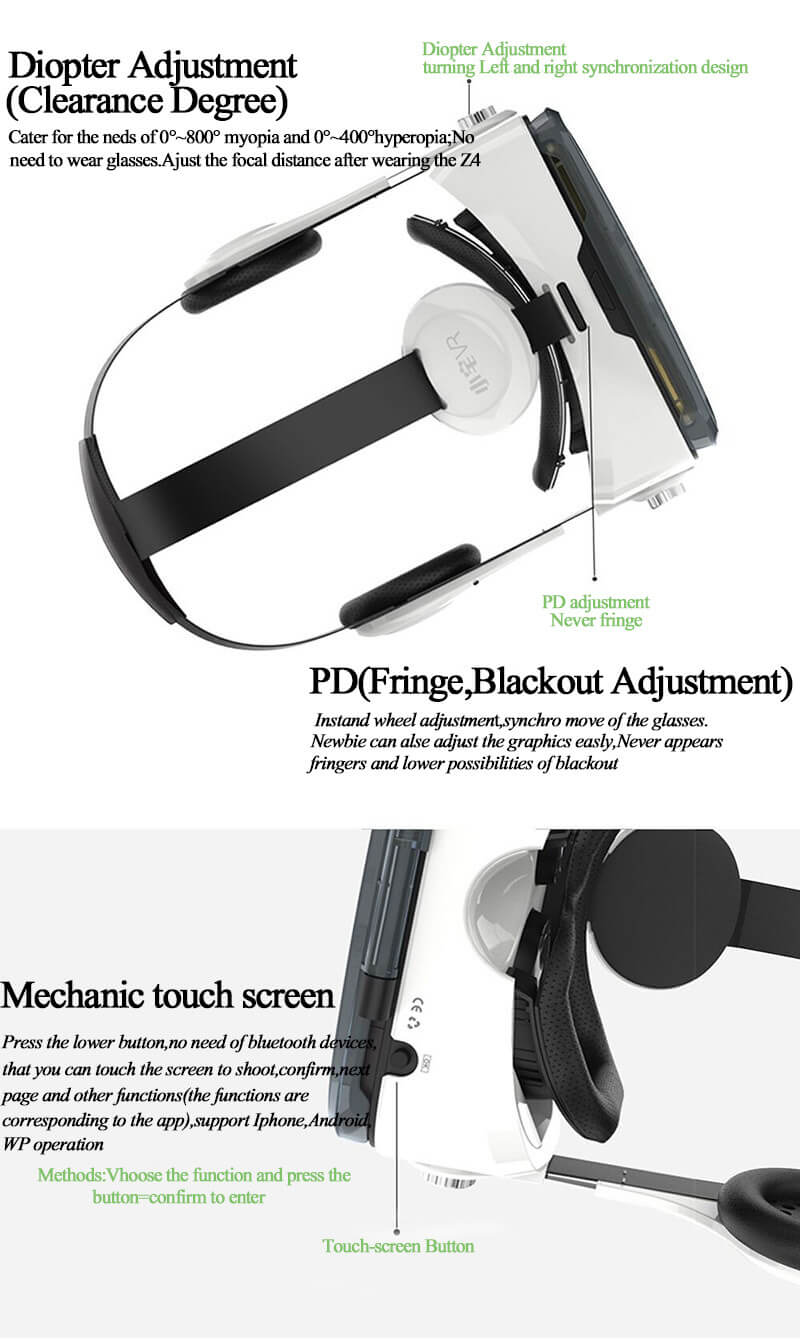 Diopter Adjustment
turning Left and right synchronization design
Diopter Adjustment
(Clearance Degree)
Cater for the neds of 0°~800° myopia and 0°~400°hyperopia;No
need to wear glasses.Ajust the focal distance after wearing the Z4
小宅VR
PD adjustment
Never fringe
PD(Fringe,Blackout Adjustment)
Instand wheel adjustment,synchro move of the glasses.
Newbie can alse adjust the graphics easly,Never appears
fringers and lower possibilities of blackout
Mechanic touch screen
CE
Press the lower button,no need of bluetooth devices,
OK
that you can touch the screen to shoot,confirm,next
page and other functions(the functions are
corresponding to the app),support Iphone,Android,
WP operation
Methods:Vhoose the function and press the
button=confirm to enter
Touch-screen Button